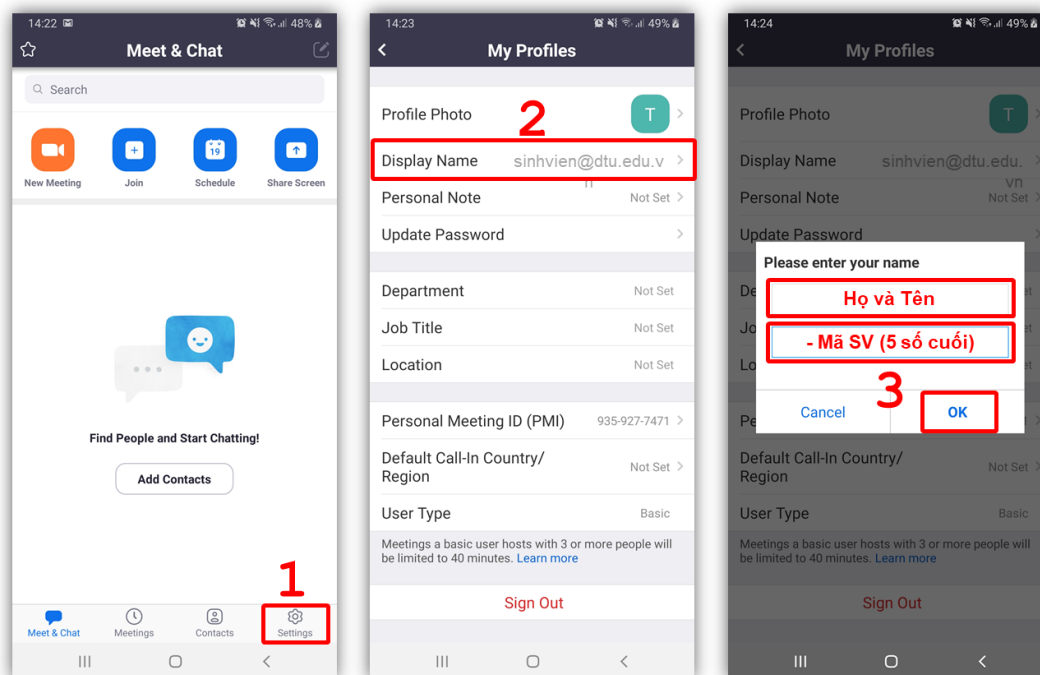 14:22 48%
Meet & Chat
Search
New Meeting Join Schedule Share Screen
19
Find People and Start Chatting!
Add Contacts
1
Meet & Chat Meetings Contacts Settings
14:23 49%
My Profiles
Profile Photo T
2
Display Name sinhvien@dtu.edu.v
n
Personal Note Not Set
Update Password
Department Not Set
Job Title Not Set
Location Not Set
Personal Meeting ID (PMI) 935-927-7471
Default Call-In Country/
Region Not Set
User Type Basic
Meetings a basic user hosts with 3 or more people will
be limited to 40 minutes. Learn more
Sign Out
14:24 49%
My Profiles
Profile Photo T
Display Name sinhvien@dtu.edu.
vn
Personal Note Not Set
Update Password
Please enter your name
Họ và Tên
- Mã SV (5 số cuối)
3
Cancel OK
Default Call-In Country/
Region Not Set
User Type Basic
Meetings a basic user hosts with 3 or more people will
be limited to 40 minutes. Learn more
Sign Out